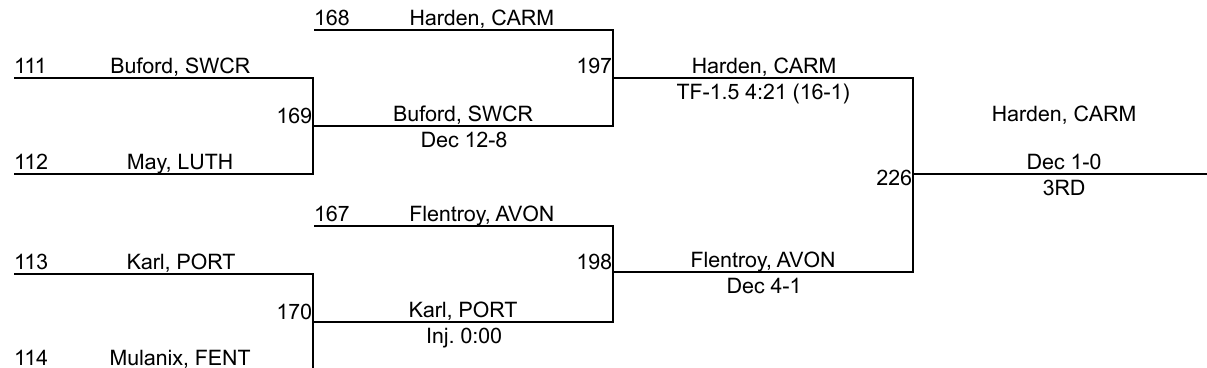 168 Harden, CARM
111 Buford, SWCR
197 Harden, CARM
TF-1.5 4:21 (16-1)
169 Buford, SWCR
Dec 12-8
Harden, CARM
112 May, LUTH
Dec 1-0
226
3RD
167 Flentroy, AVON
113 Karl, PORT
198 Flentroy, AVON
Dec 4-1
170 Karl, PORT
Inj. 0:00
114 Mulanix, FENT